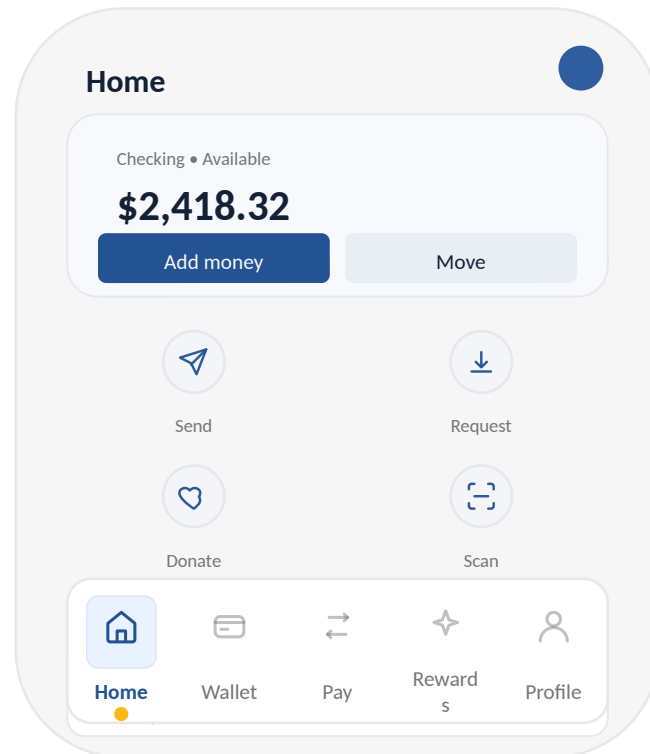 Home
Checking • Available
$2,418.32
Add money Move
Send Request
Donate Scan
Home Wallet Pay Reward
s Profile